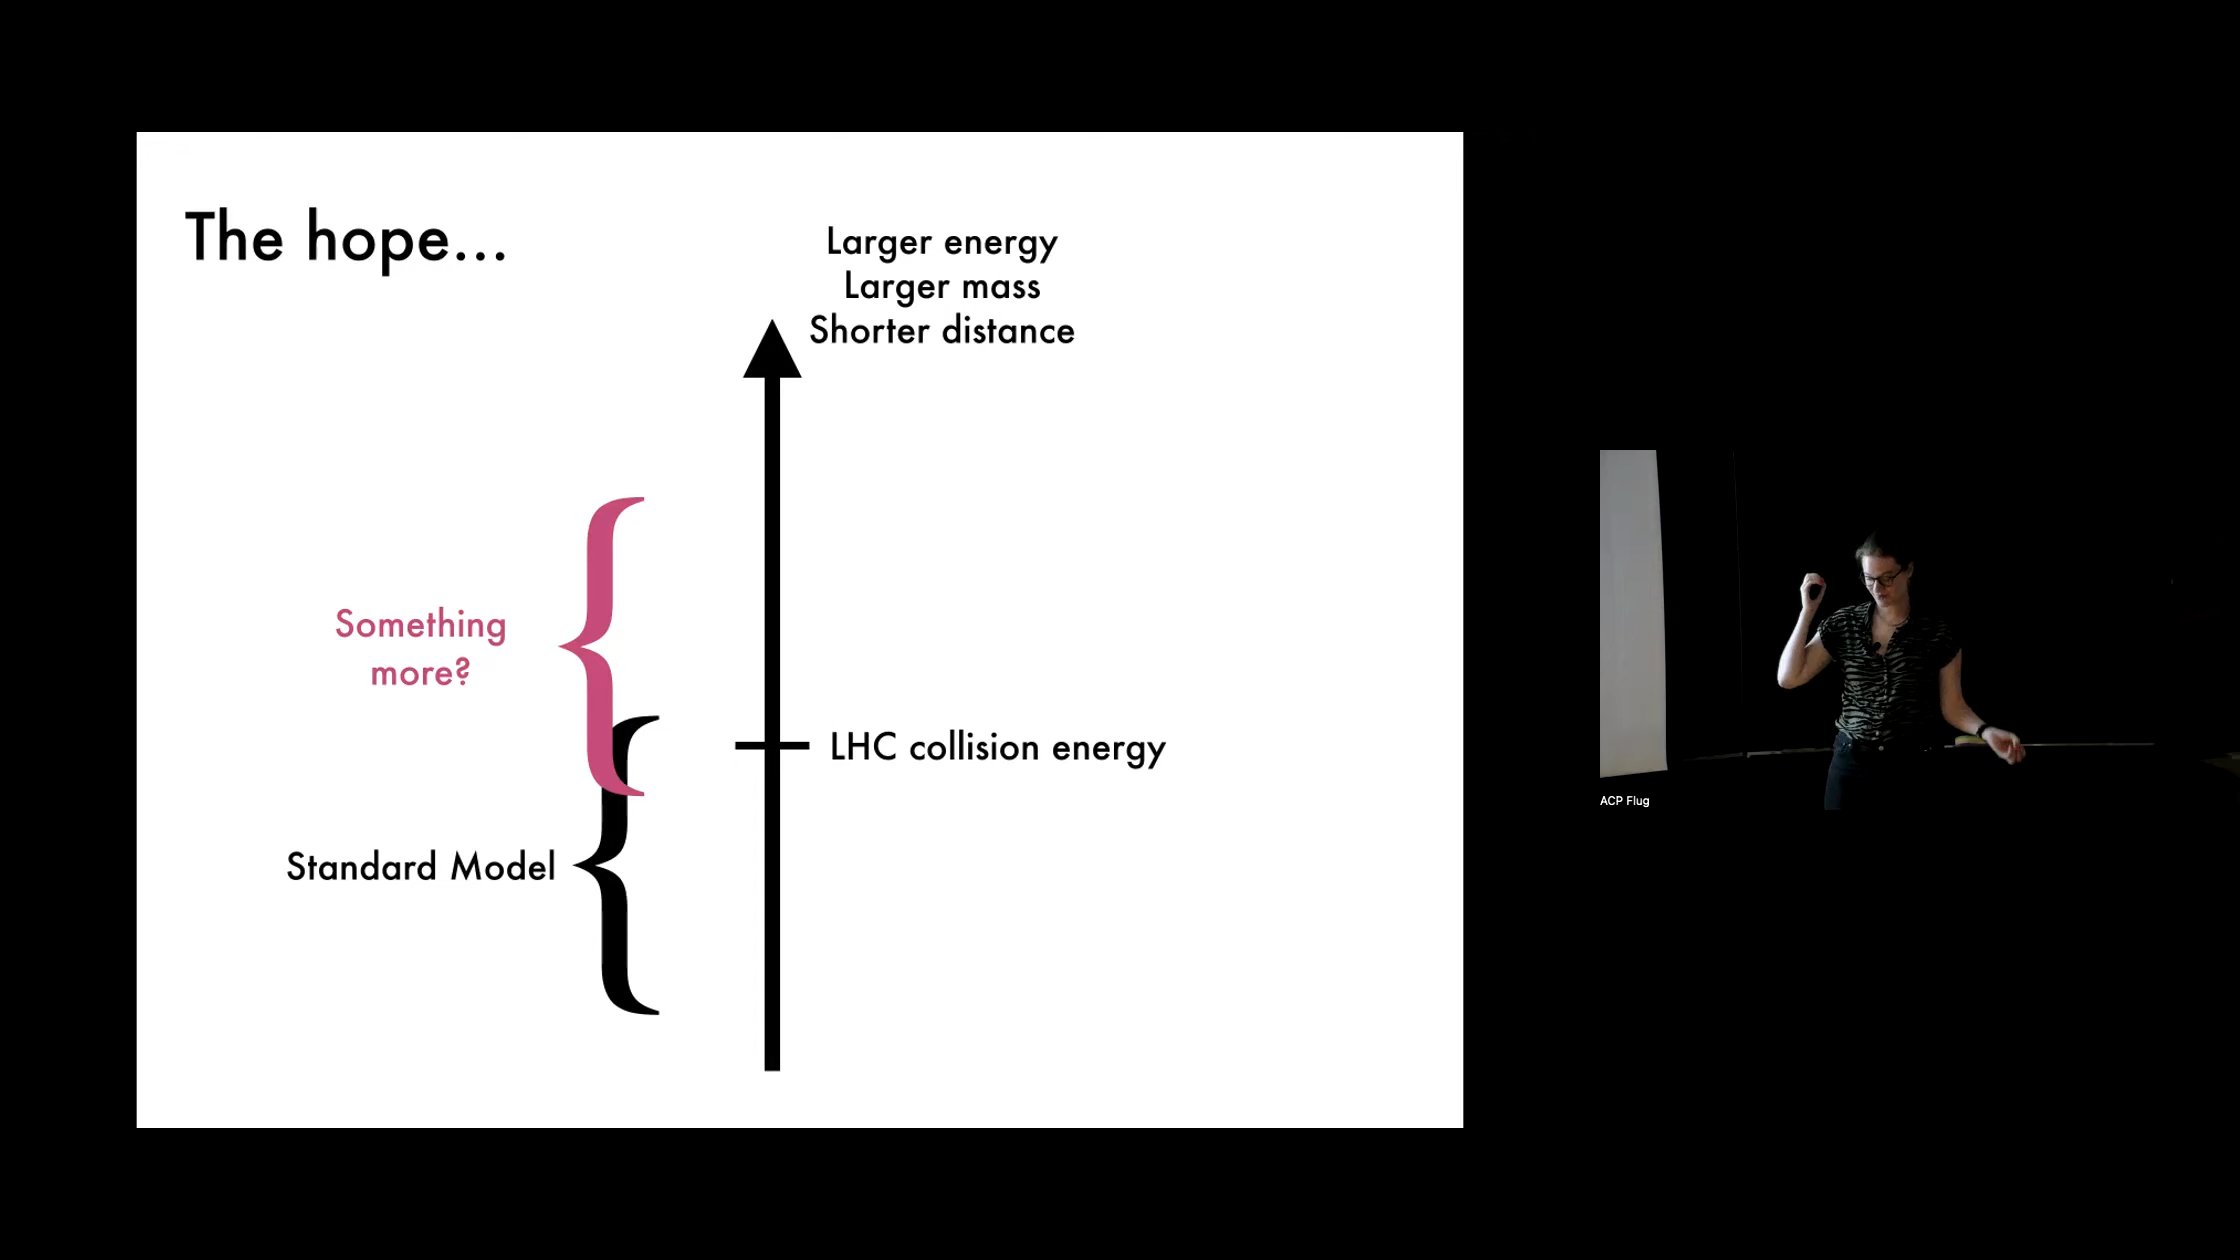 The hope...
Larger energy
Larger mass
Shorter distance
Something
more?
LHC collision energy
Standard Model
ACP Flug